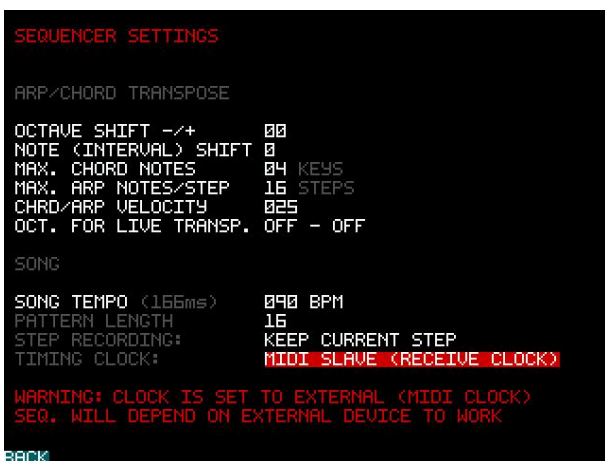 SEQUENCER SETTINGS
ARP/CHORD TRANSPOSE
OCTAVE SHIFT -/+ 00
NOTE (INTERVAL) SHIFT 0
MAX. CHORD NOTES 04 KEYS
MAX. ARP NOTES/STEP 16 STEPS
CHRD/ARP VELOCITY 025
OCT. FOR LIVE TRANSP. OFF - OFF
SONG
SONG TEMPO (166ms) 090 BPM
PATTERN LENGTH 16
STEP RECORDING: KEEP CURRENT STEP
TIMING CLOCK: MIDI SLAVE (RECEIVE CLOCK)
WARNING: CLOCK IS SET TO EXTERNAL (MIDI CLOCK)
SEQ. WILL DEPEND ON EXTERNAL DEVICE TO WORK
BACK